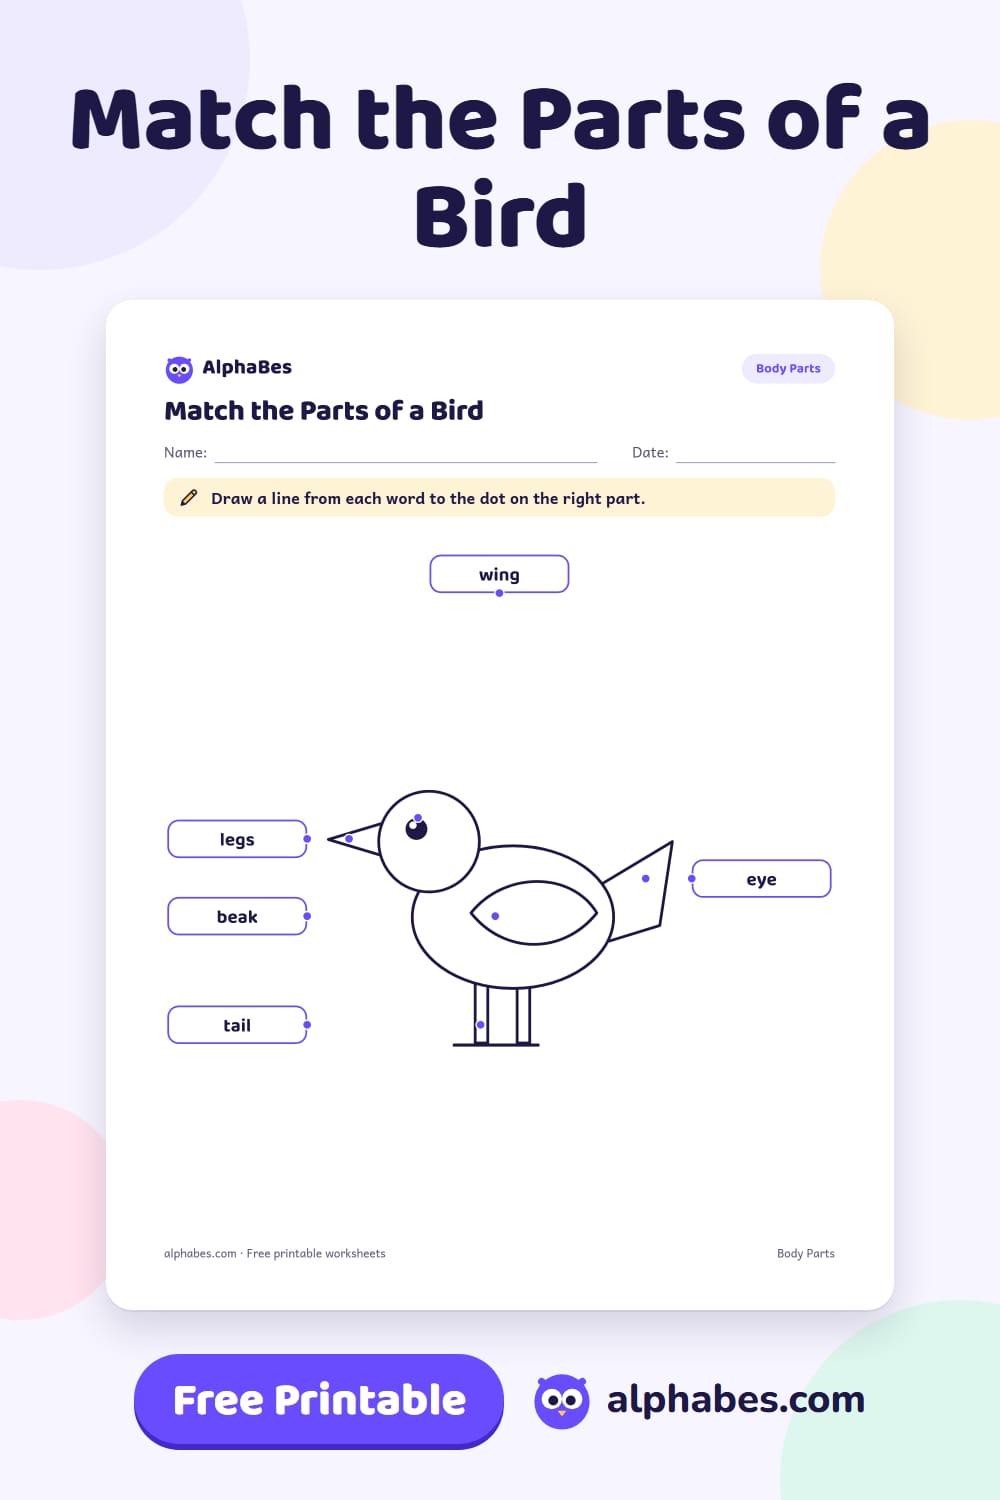 Match the Parts of a
Bird
AlphaBes
Body Parts
Match the Parts of a Bird
Name:
Date:
Draw a line from each word to the dot on the right part.
wing
legs
eye
beak
tail
alphabes.com · Free printable worksheets
Body Parts
Free Printable
alphabes.com